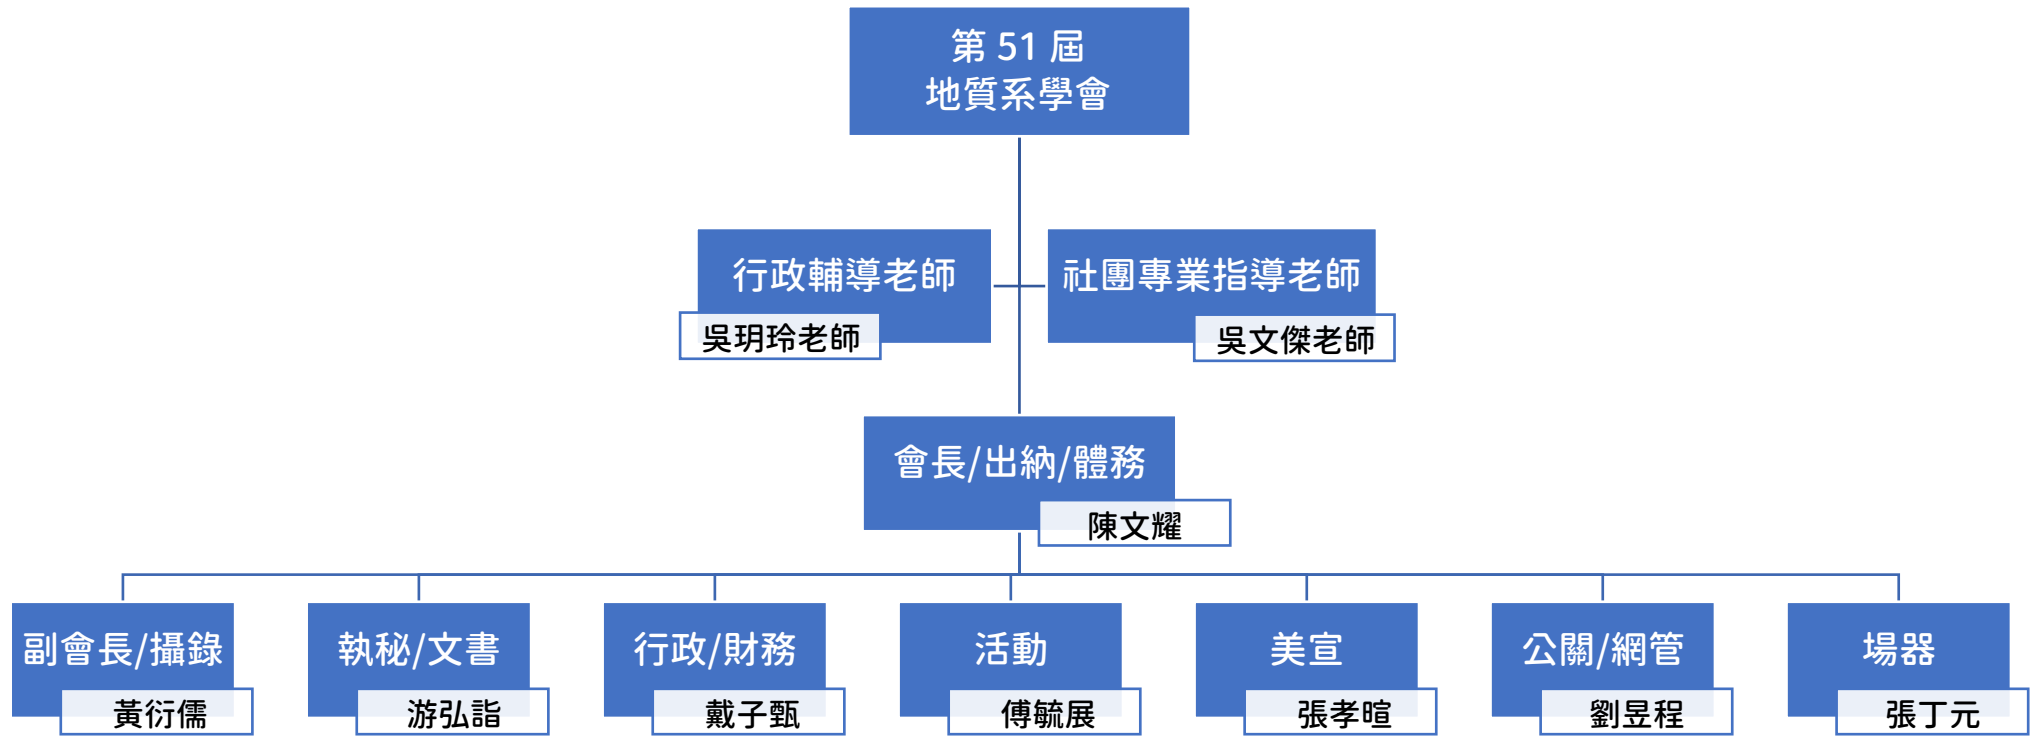 第 51 屆
地質系學會
行政輔導老師
社團專業指導老師
吳玥玲老師
吳文傑老師
會長/出納/體務
陳文耀
副會長/攝錄
執秘/文書
行政/財務
活動
美宣
公關/網管
場器
黃衍儒
游弘詣
戴子甄
傅毓展
張孝暄
劉昱程
張丁元